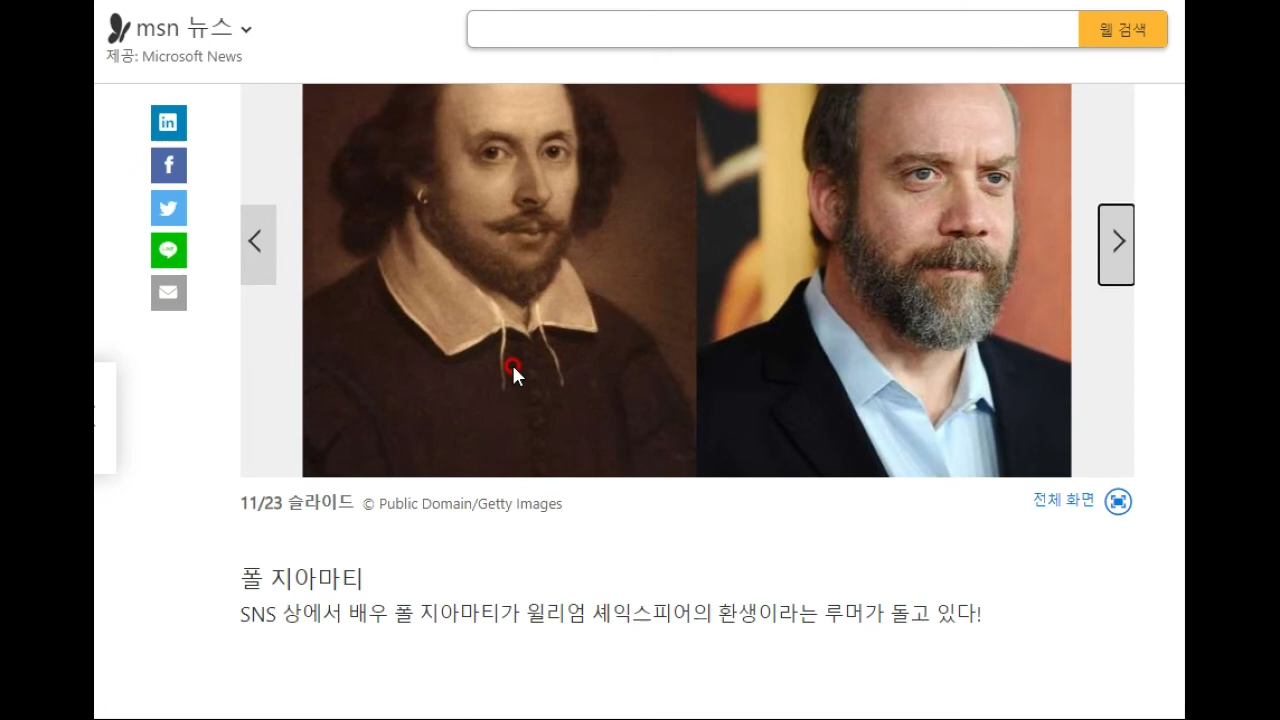 msn 뉴스
웹 검색
제공: Microsoft News
in
f
LINE
11/23 슬라이드 © Public Domain/Getty Images
전체 화면
폴 지아마티
SNS 상에서 배우 폴 지아마티가 윌리엄 셰익스피어의 환생이라는 루머가 돌고 있다!